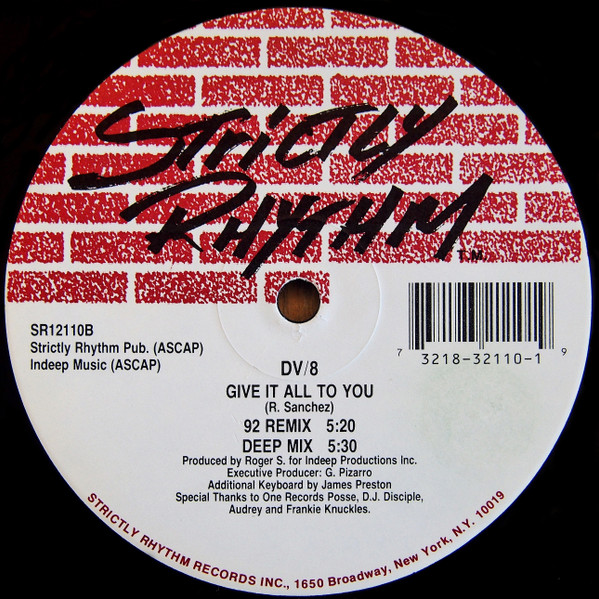 STRICTLY
RHYTHM
TM
SR12110B
Strictly Rhythm Pub. (ASCAP)
Indeep Music (ASCAP)
7 3218-32110-1 9
DV/8
GIVE IT ALL TO YOU
(R. Sanchez)
92 REMIX 5:20
DEEP MIX 5:30
Produced by Roger S. for Indeep Productions Inc.
Executive Producer: G. Pizarro
Additional Keyboard by James Preston
Special Thanks to One Records Posse, D.J. Disciple,
Audrey and Frankie Knuckles.
STRICTLY RHYTHM RECORDS INC., 1650 Broadway, New York, N.Y. 10019